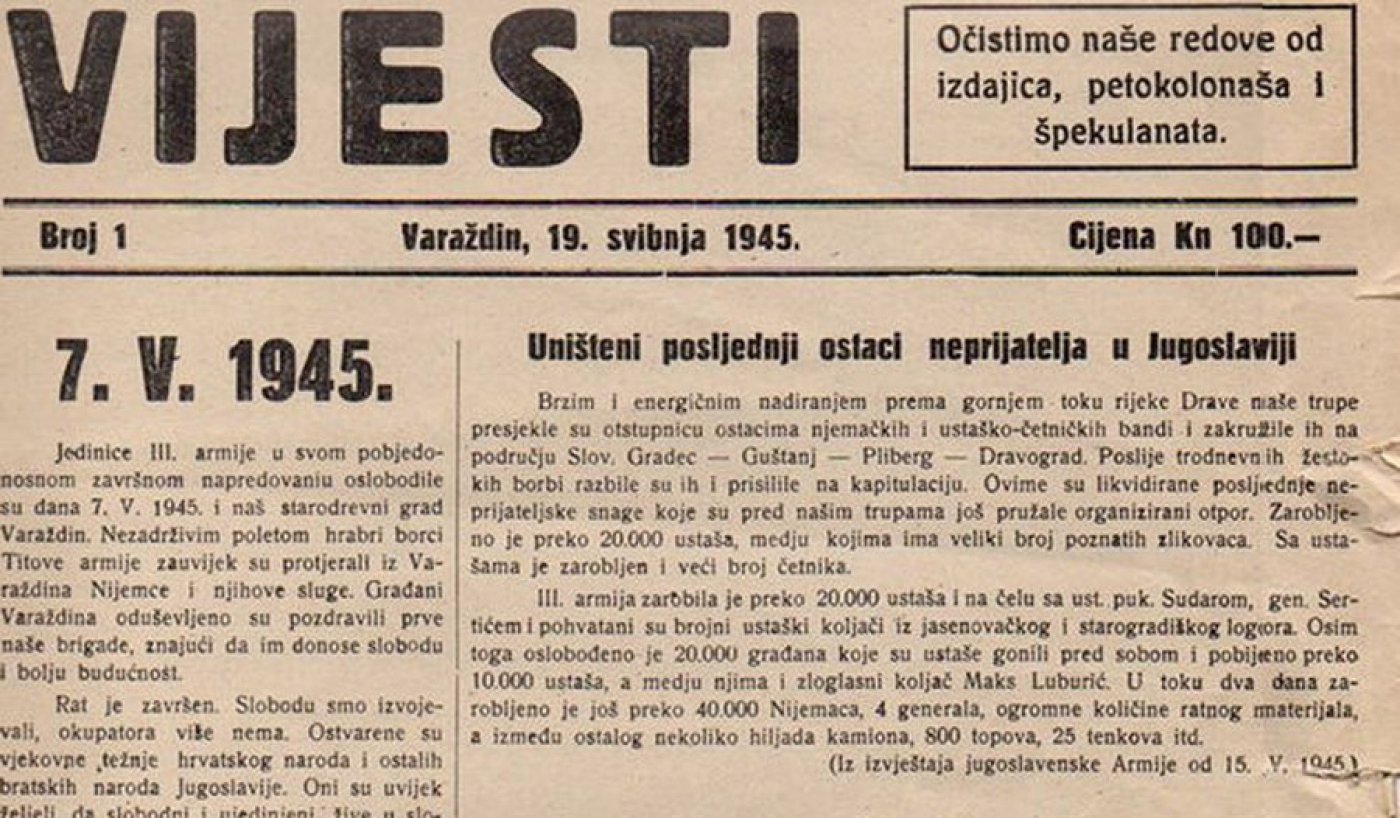 VIJESTI
Očistimo naše redove od
izdajica, petokolonaša i
špekulanata.
Broj 1
Varaždin, 19. svibnja 1945.
Cijena Kn 100.—
7. V. 1945.
Jedinice III. armije u svom pobjedo-
nosnom završnom napredovaniu oslobodile
su dana 7. V. 1945. i naš starodrevni grad
Varaždin. Nezadrživim poletom hrabri borci
Titove armije zauvijek su protjerali iz Va-
raždina Nijemce i njihove sluge. Građani
Varaždina oduševljeno su pozdravili prve
naše brigade, znajući da im donose slobodu
i bolju budućnost.
Rat je završen. Slobodu smo izvoje-
vali, okupatora više nema. Ostvarene su
vjekovne težnje hrvatskog naroda i ostalih
bratskih naroda Jugoslavije. Oni su uvijek
željeli da slobodni i ujedinjeni žive u slo-
Uništeni posljednji ostaci neprijatelja u Jugoslaviji
Brzim i energičnim nadiranjem prema gornjem toku rijeke Drave naše trupe
presjekle su otstupnicu ostacima njemačkih i ustaško-četničkih bandi i zakružile ih na
području Slov. Gradec — Guštanj — Pliberg — Dravograd. Poslije trodnevnih žesto-
kih borbi razbile su ih i prisilile na kapitulaciju. Ovime su likvidirane posljednje ne-
prijateljske snage koje su pred našim trupama još pružale organizirani otpor. Zaroblje-
no je preko 20.000 ustaša, medju kojima ima veliki broj poznatih zlikovaca. Sa usta-
šama je zarobljen i veći broj četnika.
III. armija zarobila je preko 20.000 ustaša i na čelu sa ust. puk. Sudarom, gen. Ser-
tićem i pohvatani su brojni ustaški koljači iz jasenovačkog i starogradiškog logora. Osim
toga oslobođeno je 20.000 građana koje su ustaše gonili pred sobom i pobijeno preko
10.000 ustaša, a medju njima i zloglasni koljač Maks Luburić. U toku dva dana za-
robljeno je još preko 40.000 Nijemaca, 4 generala, ogromne količine ratnog materijala,
a između ostalog nekoliko hiljada kamiona, 800 topova, 25 tenkova itd.
(Iz izvještaja jugoslavenske Armije od 15. V. 1945.)